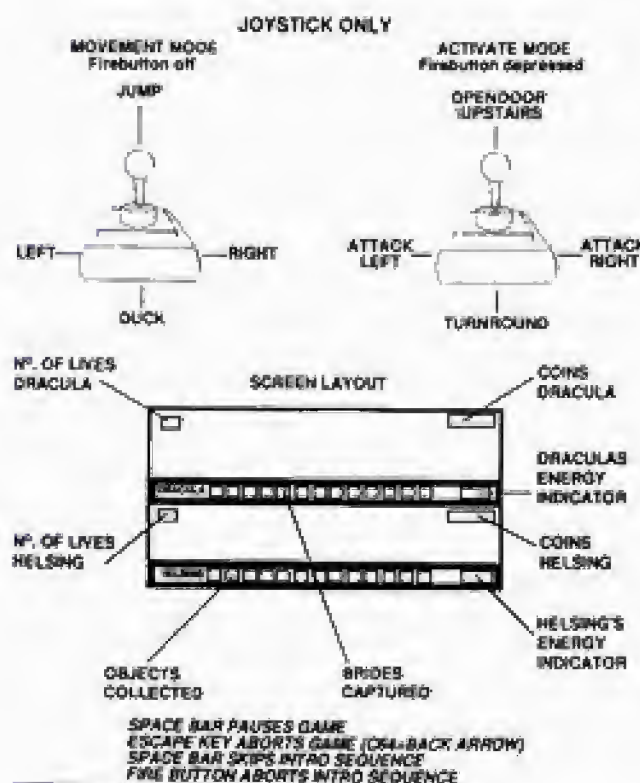 JOYSTICK ONLY
MOVEMENT MODE
Firebutton off
JUMP
LEFT
RIGHT
DUCK
ACTIVATE MODE
Firebutton depressed
OPENDOOR
UPSTAIRS
ATTACK
LEFT
ATTACK
RIGHT
TURNROUND
SCREEN LAYOUT
Nº. OF LIVES
DRACULA
COINS
DRACULA
DRACULA
DRACULAS
ENERGY
INDICATOR
Nº. OF LIVES
HELSING
COINS
HELSING
HELSING'S
ENERGY
INDICATOR
OBJECTS
COLLECTED
BRIDES
CAPTURED
SPACE BAR PAUSES GAME
ESCAPE KEY ABORTS GAME (C64=BACK ARROW)
SPACE BAR SKIPS INTRO SEQUENCE
FIRE BUTTON ABORTS INTRO SEQUENCE